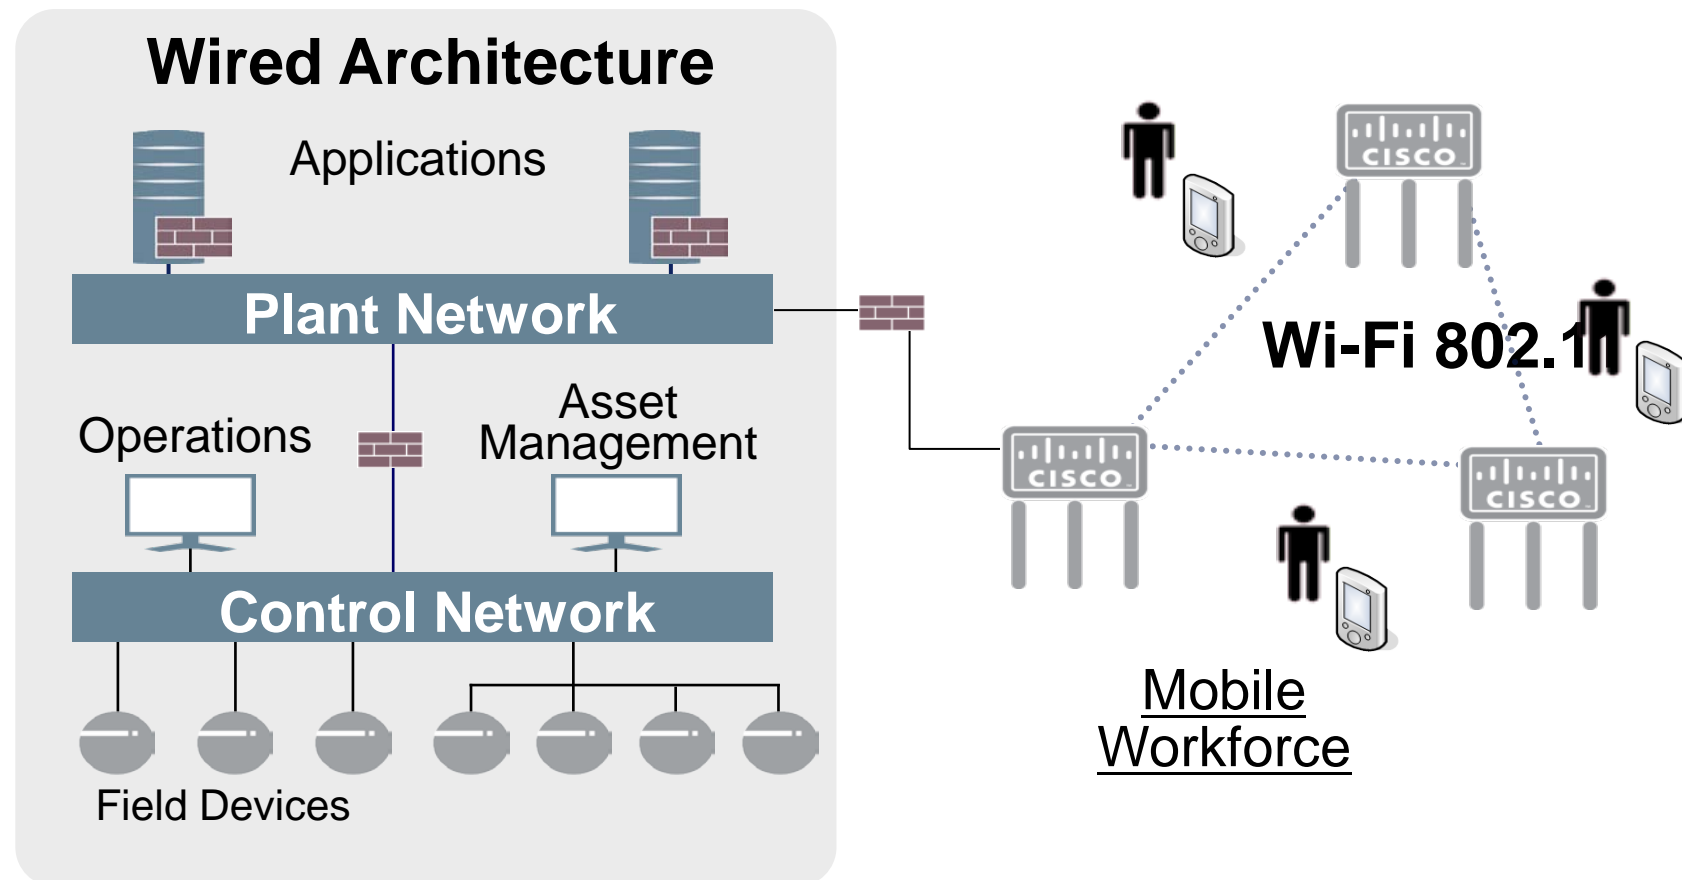 Wired Architecture
Applications
Plant Network
Operations
Asset
Management
Control Network
Field Devices
CISCO
Wi-Fi 802.1
CISCO
CISCO
Mobile
Workforce